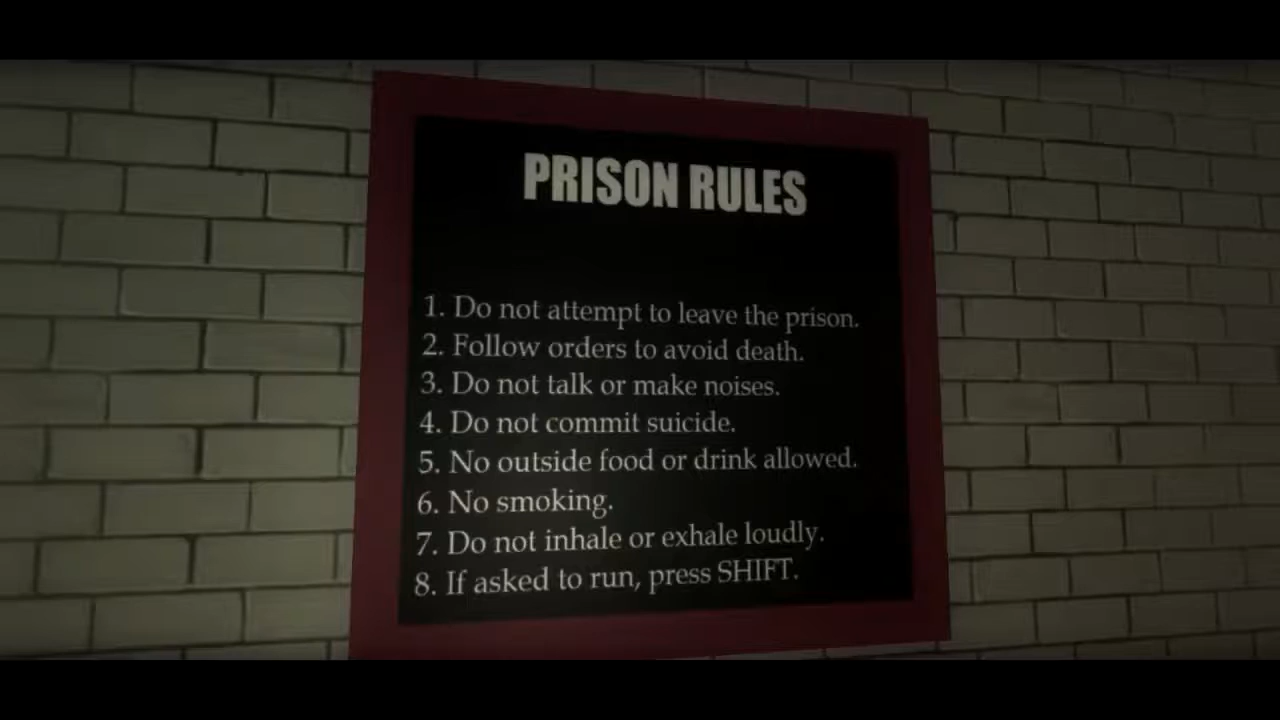 PRISON RULES
1. Do not attempt to leave the prison.
2. Follow orders to avoid death.
3. Do not talk or make noises.
4. Do not commit suicide.
5. No outside food or drink allowed.
6. No smoking.
7. Do not inhale or exhale loudly.
8. If asked to run, press SHIFT.